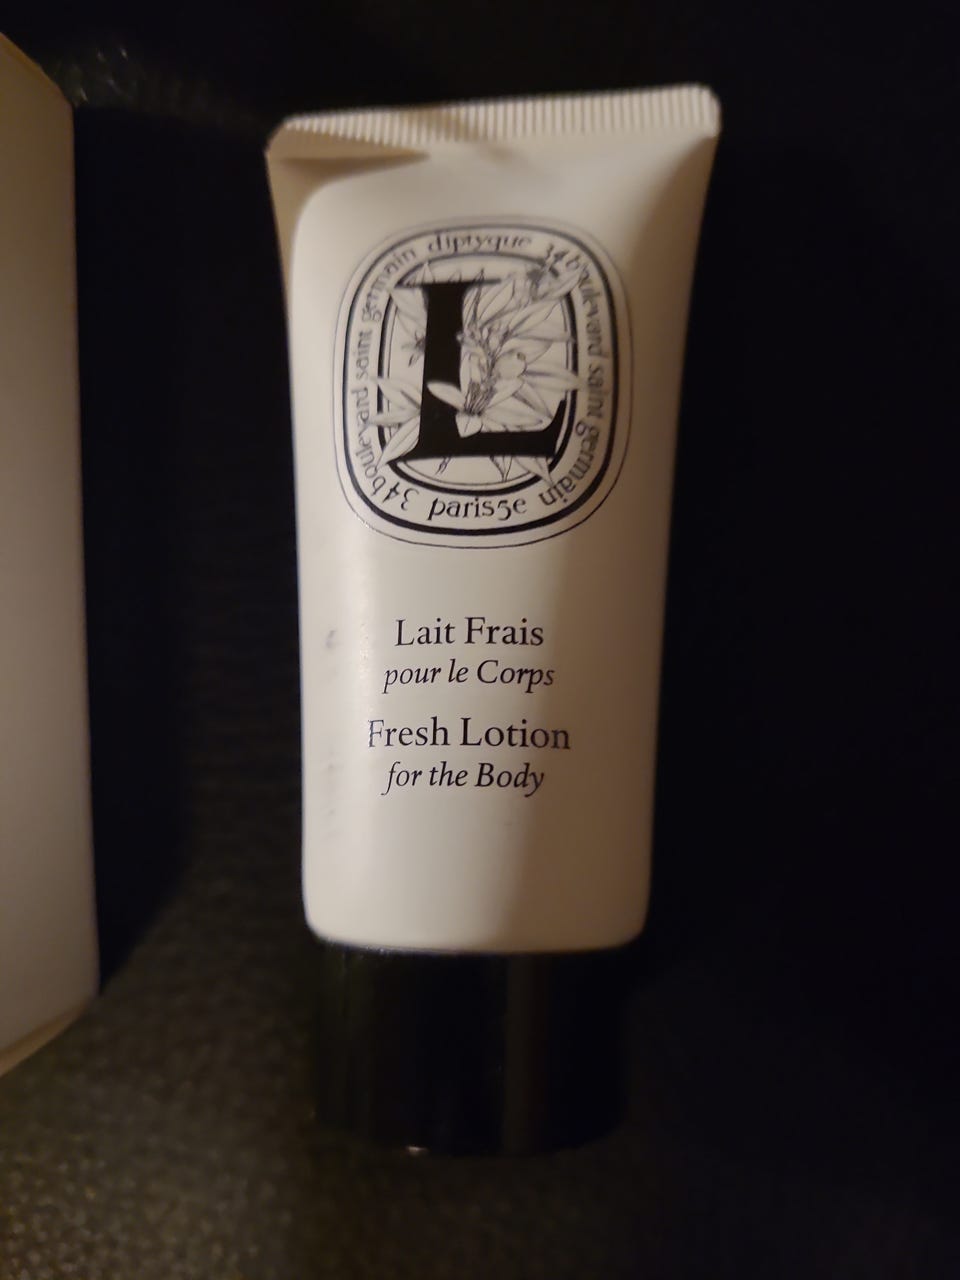 diptyque 34 boulevard saint germain paris5e 34 boulevard saint germain
L
Lait Frais
pour le Corps
Fresh Lotion
for the Body